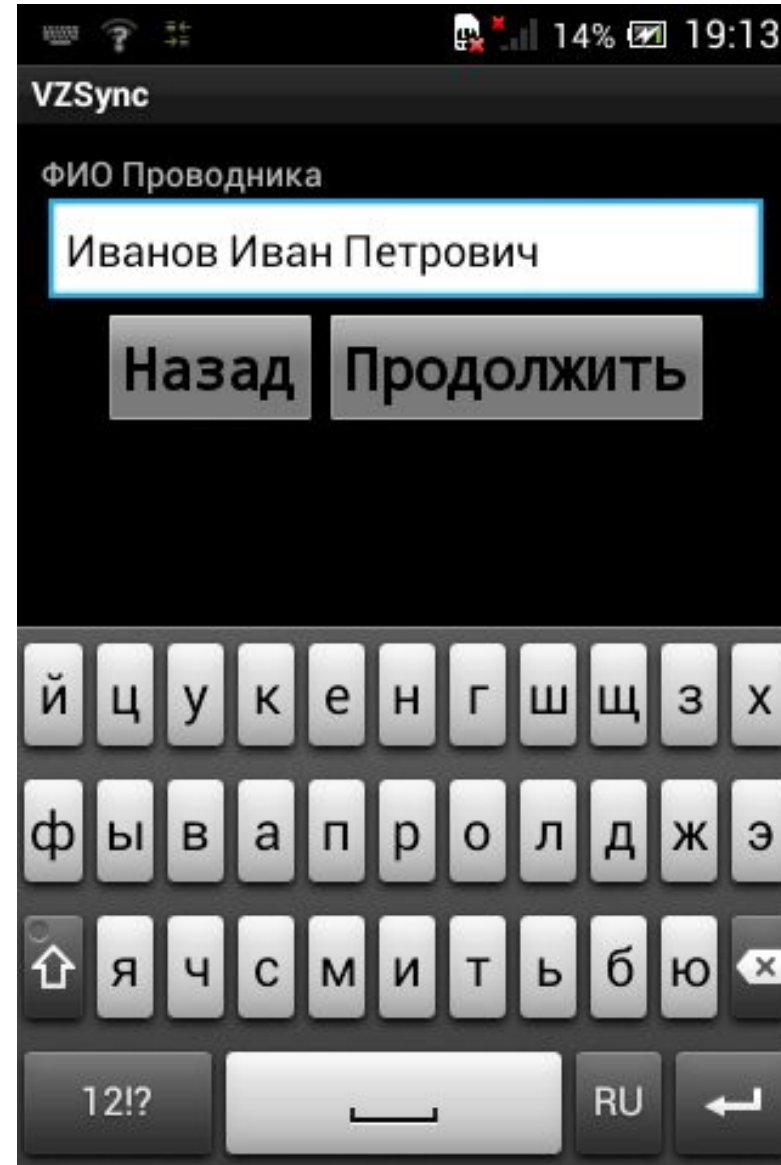 14% 19:13
VZSync
ФИО Проводника
Иванов Иван Петрович
Назад Продолжить
й ц у к е н г ш щ з х
ф ы в а п р о л д ж э
я ч с м и т ь б ю
12!? RU